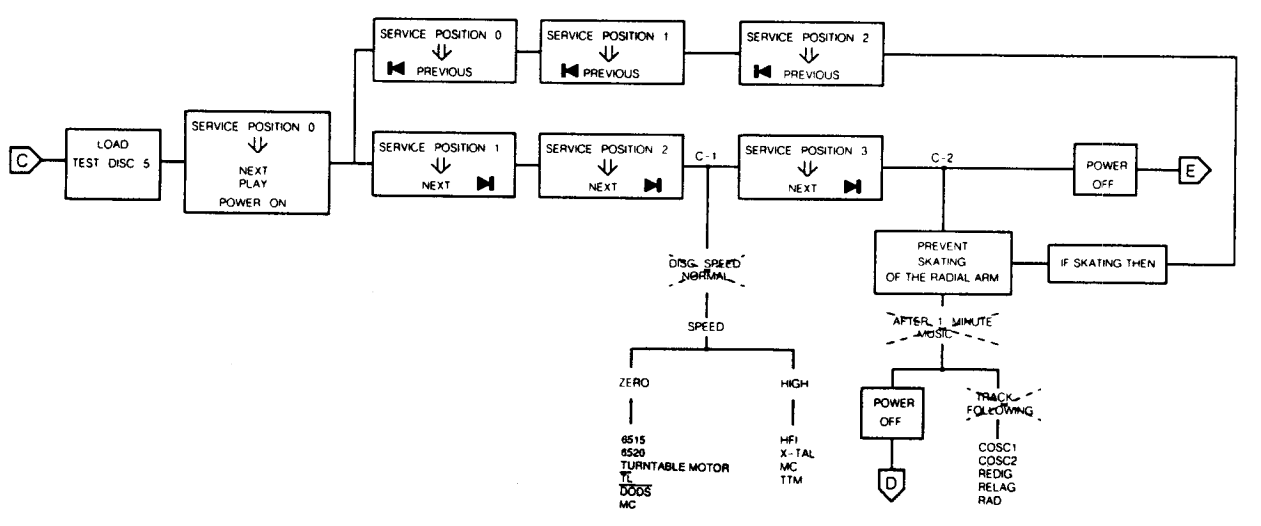 SERVICE POSITION 0
PREVIOUS
SERVICE POSITION 1
PREVIOUS
SERVICE POSITION 2
PREVIOUS
C
LOAD
TEST DISC 5
SERVICE POSITION 0
NEXT
PLAY
POWER ON
SERVICE POSITION 1
NEXT
SERVICE POSITION 2
NEXT
C-1
SERVICE POSITION 3
NEXT
C-2
POWER
OFF
E
DISC SPEED
NORMAL
SPEED
ZERO
6515
6520
TURNTABLE MOTOR
TL
DODS
MC
HIGH
HFI
X-TAL
MC
TTM
PREVENT
SKATING
OF THE RADIAL ARM
IF SKATING THEN
AFTER 1 MINUTE
MUSIC
POWER
OFF
D
TRACK
FOLLOWING
COSC1
COSC2
REDIG
RELAG
RAD